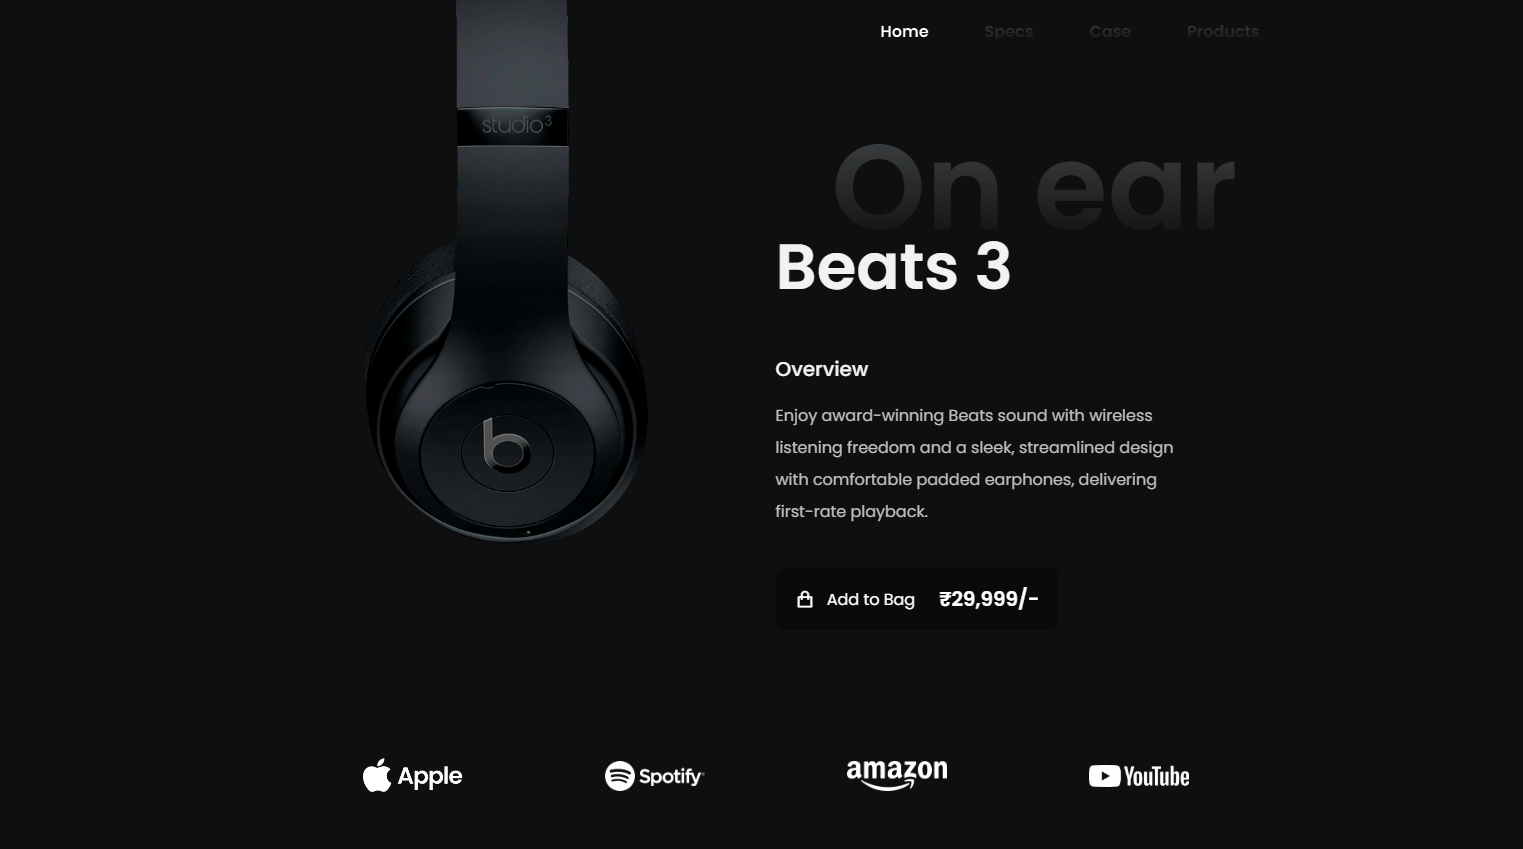 Home Specs Case Products
studio3
On ear
Beats 3
Overview
Enjoy award-winning Beats sound with wireless
listening freedom and a sleek, streamlined design
with comfortable padded earphones, delivering
first-rate playback.
Add to Bag ₹29,999/-
b
Apple Spotify amazon YouTube